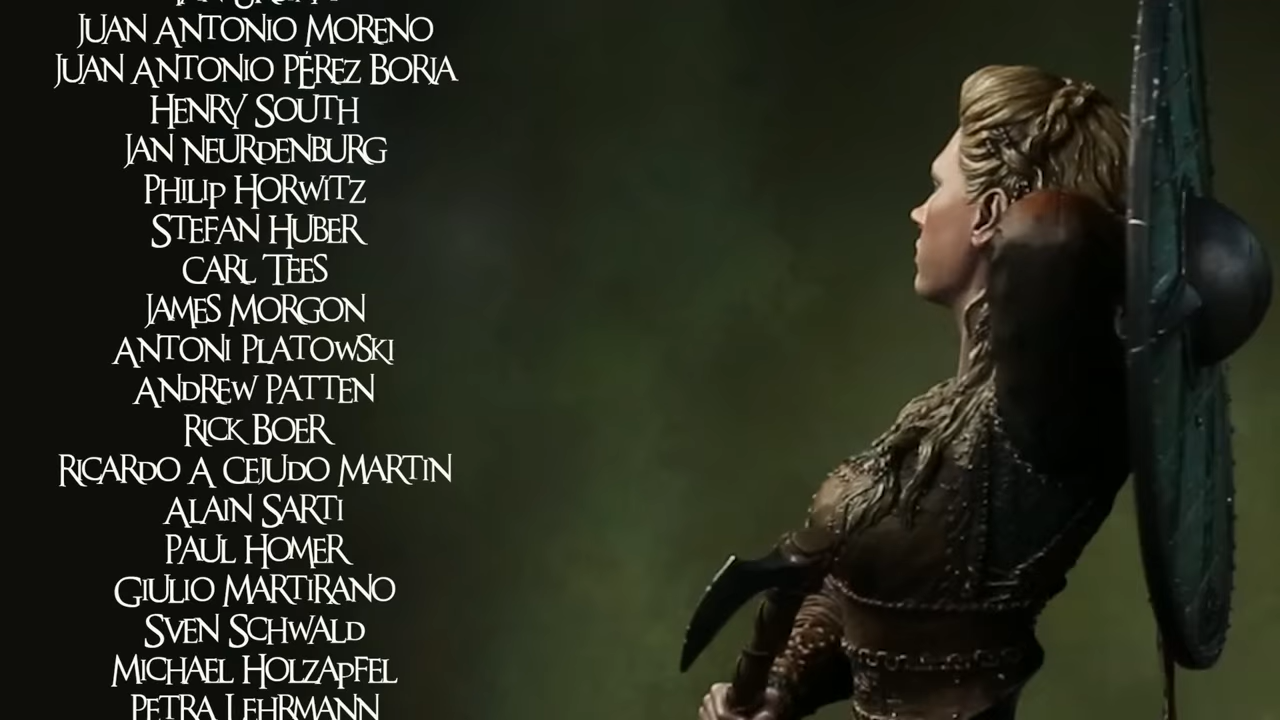 JUAN ANTONIO MORENO
JUAN ANTONIO PÉREZ BORJA
HENRY SOUTH
JAN NEURDENBURG
PHILIP HORWITZ
STEFAN HUBER
CARL TEES
JAMES MORGON
ANTONI PLATOWSKI
ANDREW PATTEN
RICK BOER
RICARDO A CEJUDO MARTIN
ALAIN SARTI
PAUL HOMER
GIULIO MARTIRANO
SVEN SCHWALD
MICHAEL HOLZAPFEL
PETRA LEHRMANN